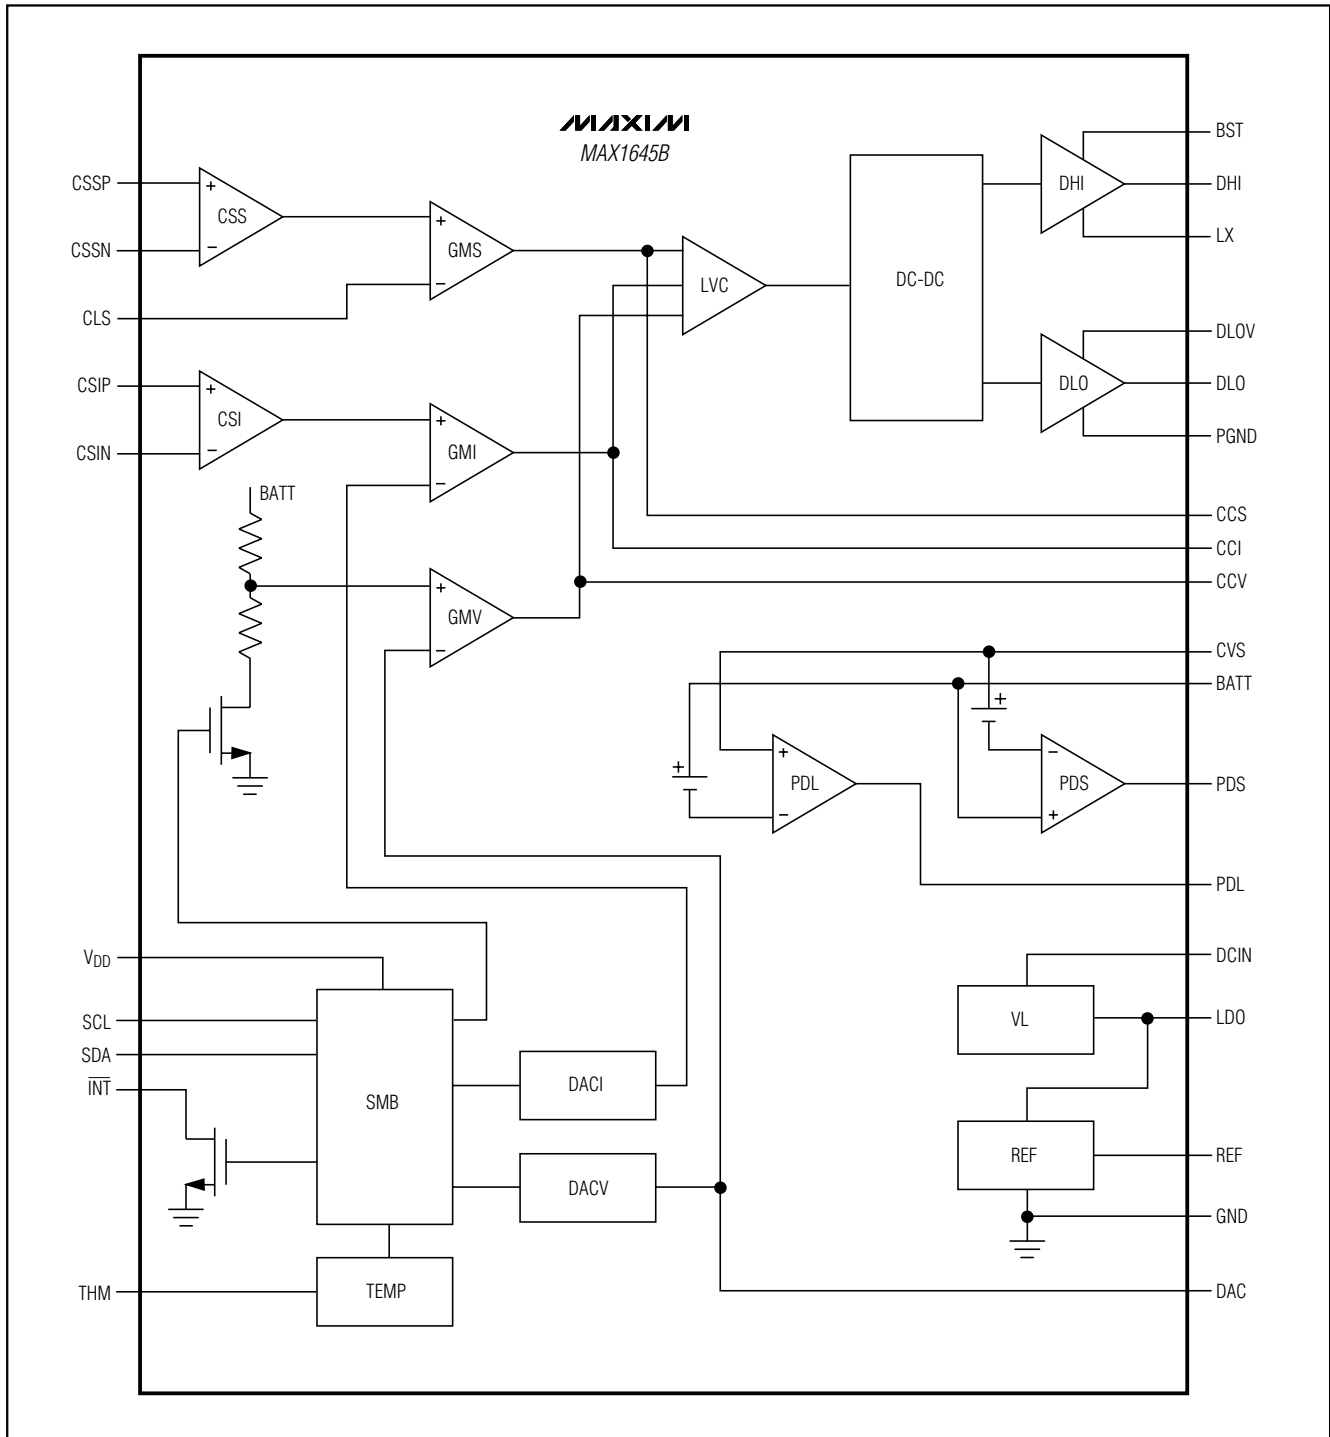 MAXIM
MAX1645B
CSSP
CSSN
CLS
CSIP
CSIN
+
−
CSS
+
−
GMS
LVC
DC-DC
DHI
BST
DHI
LX
DLO
DLOV
DLO
PGND
+
−
CSI
+
−
GMI
BATT
+
−
GMV
CCS
CCI
CCV
CVS
BATT
+
+
−
PDL
+
−
+
PDS
PDS
PDL
VDD
SCL
SDA
INT
THM
SMB
TEMP
DACI
DACV
VL
REF
DCIN
LDO
REF
GND
DAC